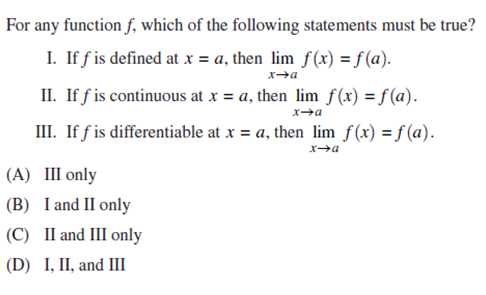 For any function f, which of the following statements must be true?
I. If f is defined at x = a, then lim f(x) = f(a).
x→a
II. If f is continuous at x = a, then lim f(x) = f(a).
x→a
III. If f is differentiable at x = a, then lim f(x) = f(a).
x→a
(A) III only
(B) I and II only
(C) II and III only
(D) I, II, and III